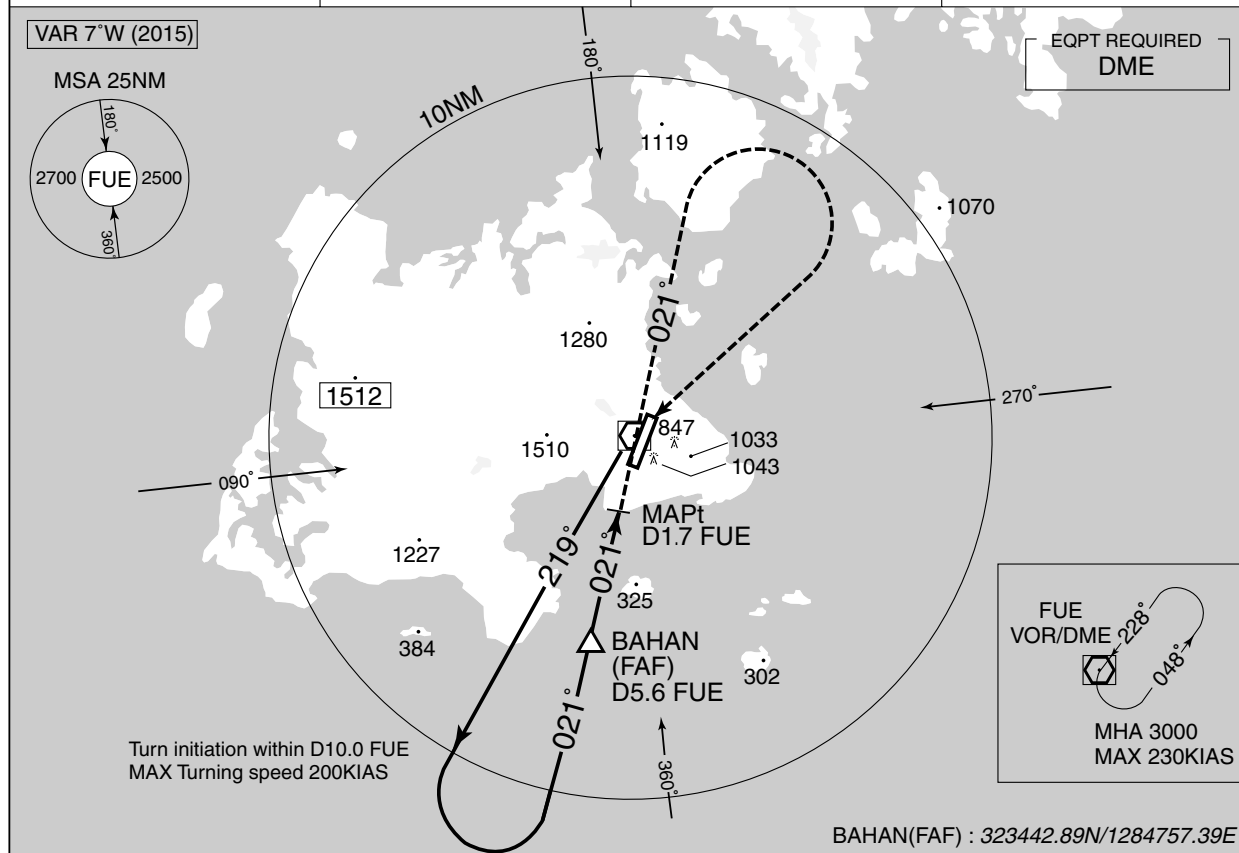 VAR 7°W (2015)
MSA 25NM
180°
2700
FUE
2500
360°
10NM
180°
EQPT REQUIRED
DME
1119
1070
021°
1280
1512
270°
847
1033
1043
1510
090°
MAPt
D1.7 FUE
219°
021°
1227
325
384
BAHAN
(FAF)
D5.6 FUE
302
021°
360°
Turn initiation within D10.0 FUE
MAX Turning speed 200KIAS
FUE
VOR/DME
228°
048°
MHA 3000
MAX 230KIAS
BAHAN(FAF) : 323442.89N/1284757.39E